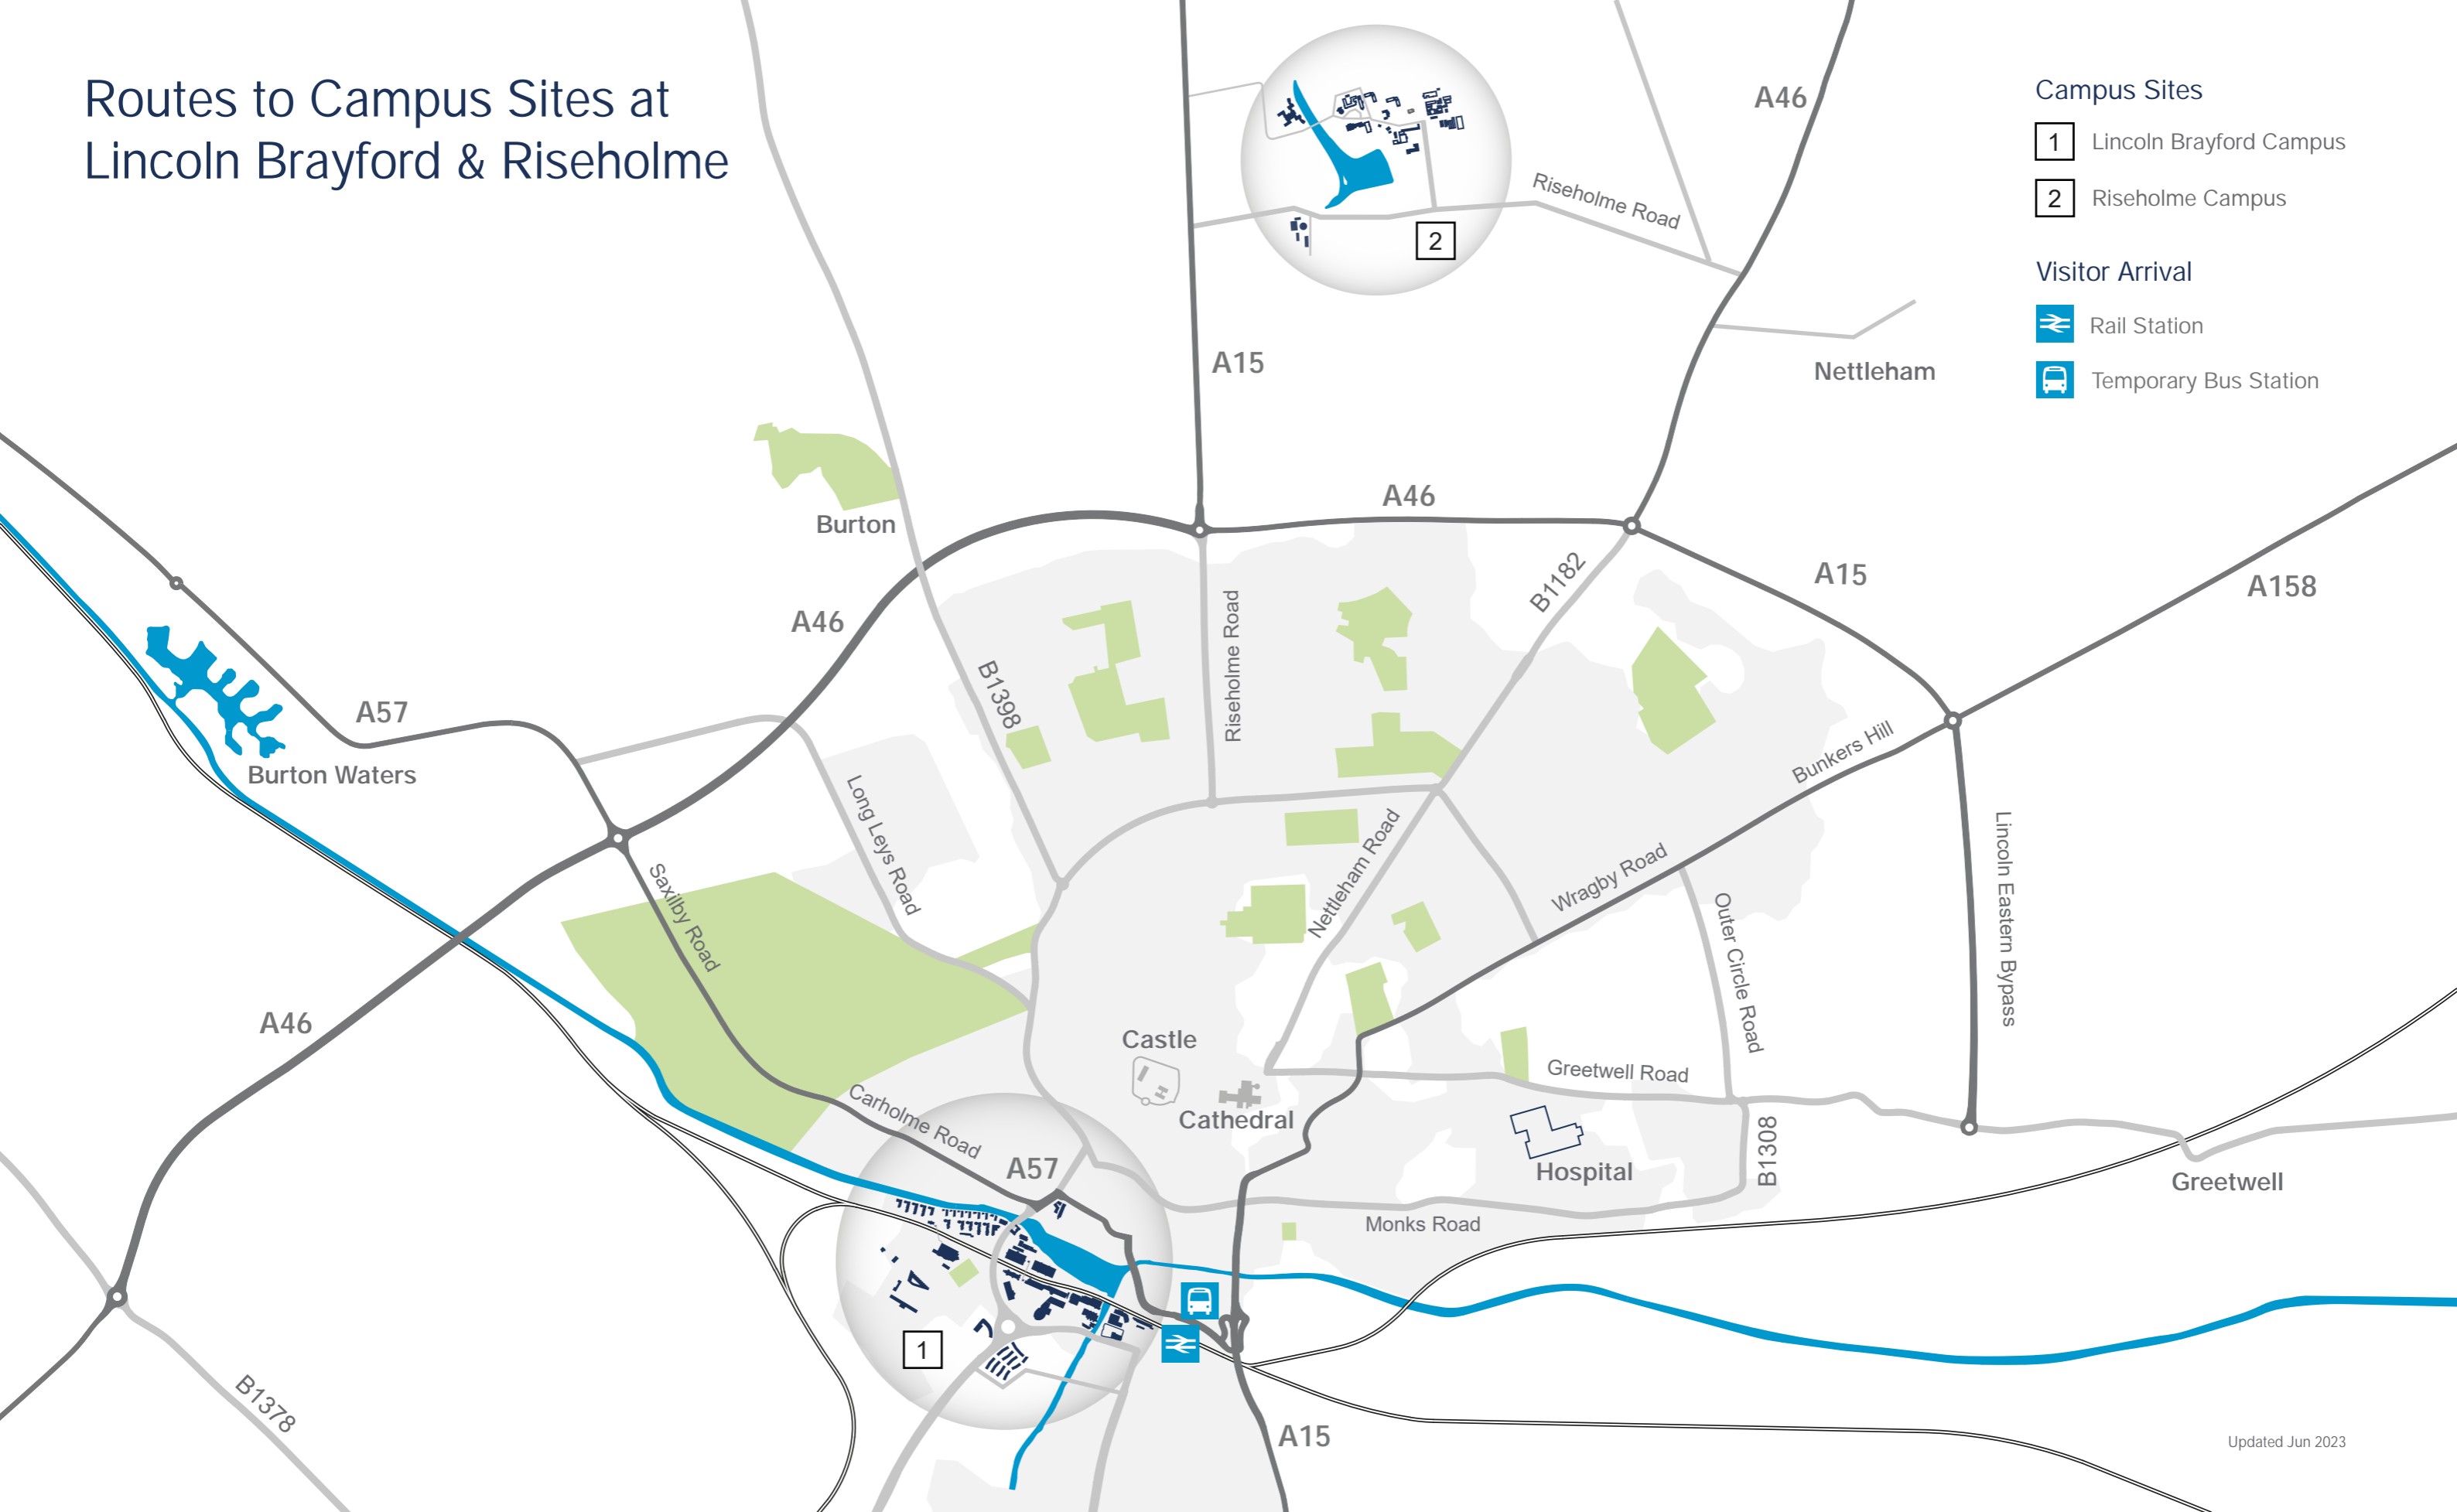 Routes to Campus Sites at
Lincoln Brayford & Riseholme
Campus Sites
1 Lincoln Brayford Campus
2 Riseholme Campus
Visitor Arrival
Rail Station
Temporary Bus Station
A46
Riseholme Road
2
A15
Nettleham
A46
Burton
B1182
A15
A158
A46
Riseholme Road
B1398
A57
Burton Waters
Bunkers Hill
Long Leys Road
Nettleham Road
Wragby Road
Lincoln Eastern Bypass
Saxilby Road
Outer Circle Road
A46
Castle
Greetwell Road
Carholme Road
Cathedral
B1308
A57
Hospital
Greetwell
Monks Road
1
B1378
A15
Updated Jun 2023